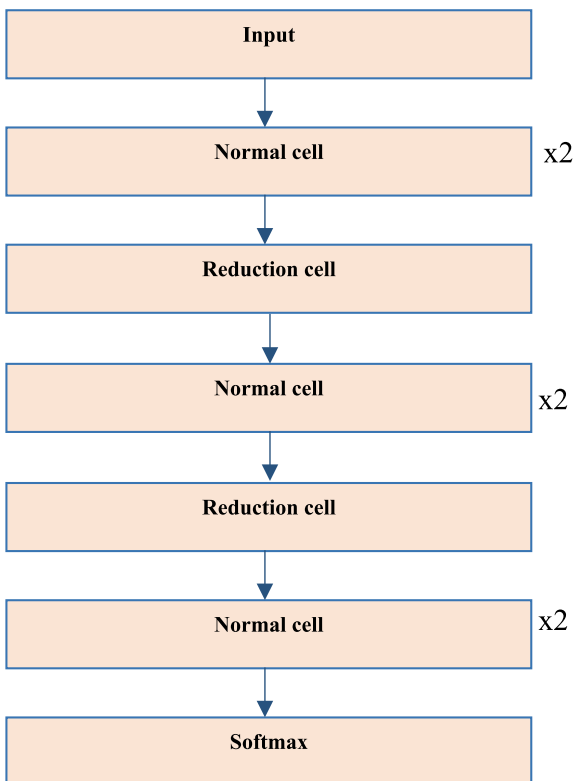 Input
Normal cell x2
Reduction cell
Normal cell x2
Reduction cell
Normal cell x2
Softmax